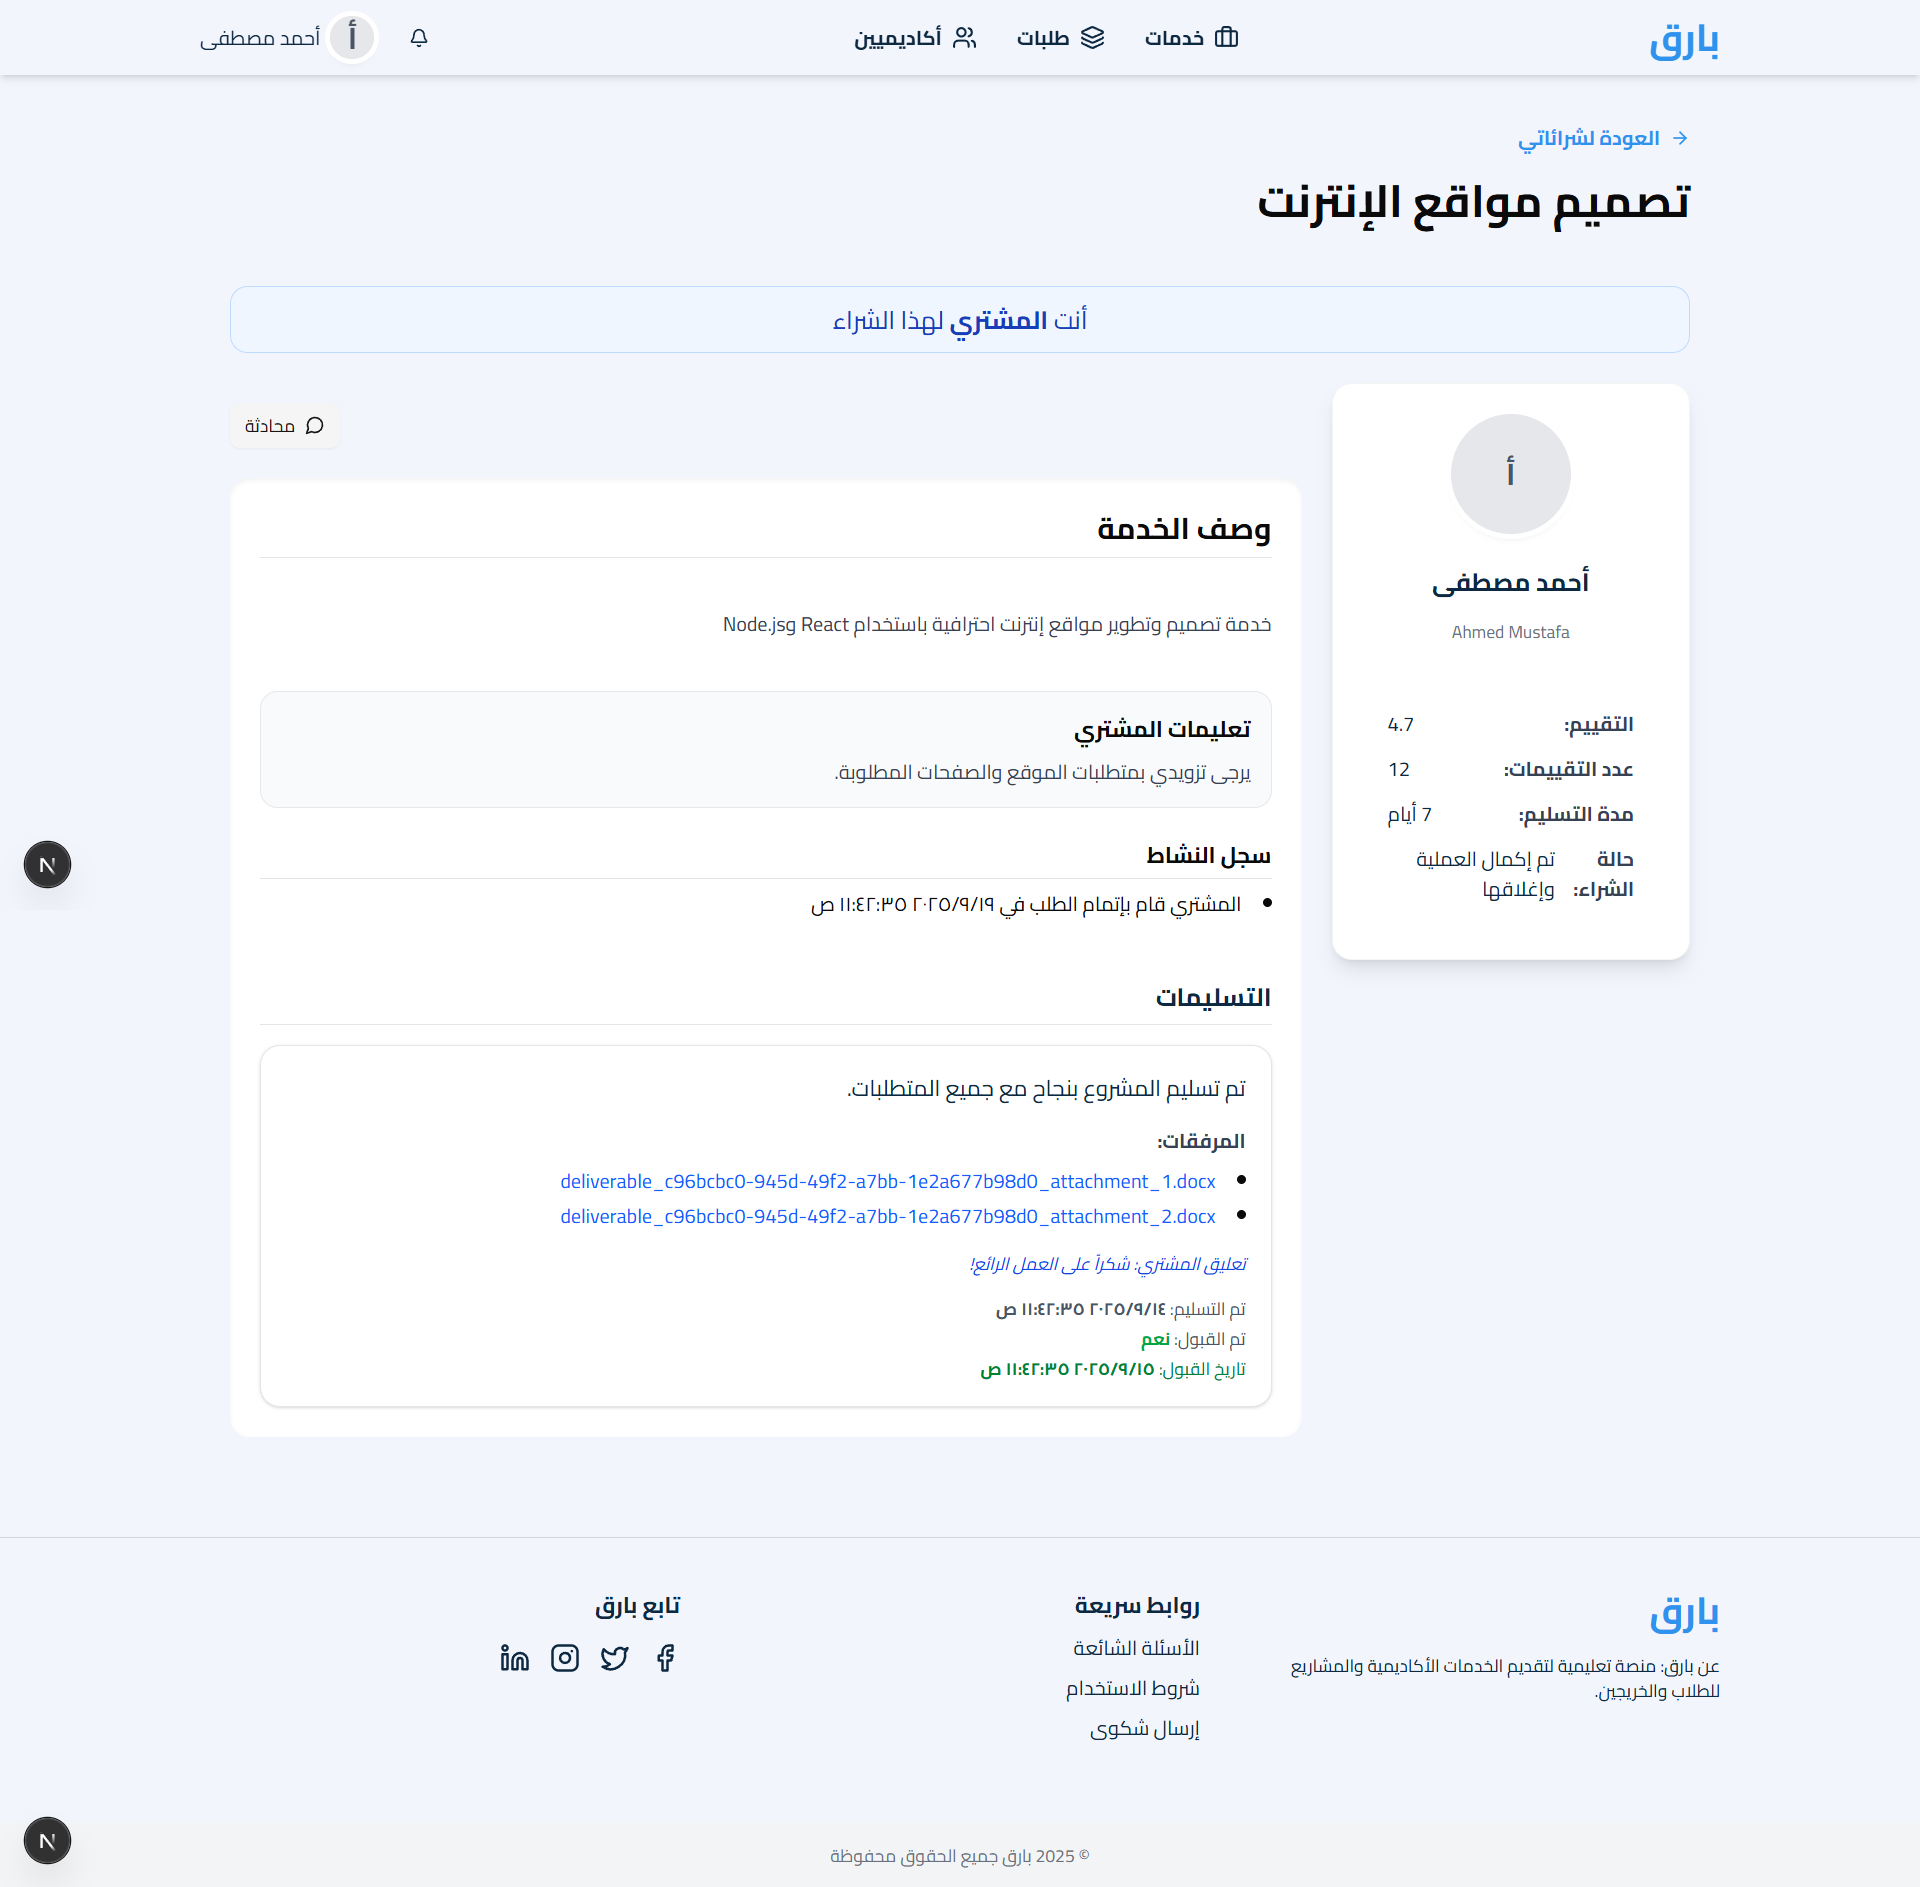 بارق
خدمات
طلبات
أكاديميين
أ
أحمد مصطفى
العودة لشرائاتي
تصميم مواقع الإنترنت
أنت المشتري لهذا الشراء
أ
أحمد مصطفى
Ahmed Mustafa
التقييم: 4.7
عدد التقييمات: 12
مدة التسليم: 7 أيام
حالة الشراء: تم إكمال العملية
وإغلاقها
محادثة
وصف الخدمة
خدمة تصميم وتطوير مواقع إنترنت احترافية باستخدام React وNode.js
تعليمات المشتري
يرجى تزويدي بمتطلبات الموقع والصفحات المطلوبة.
سجل النشاط
المشتري قام بإتمام الطلب في ٢٠٢٥/٩/١٩ ١١:٤٢:٣٥ ص
التسليمات
تم تسليم المشروع بنجاح مع جميع المتطلبات.
المرفقات:
deliverable_c96bcbc0-945d-49f2-a7bb-1e2a677b98d0_attachment_1.docx
deliverable_c96bcbc0-945d-49f2-a7bb-1e2a677b98d0_attachment_2.docx
تعليق المشتري: شكراً على العمل الرائع!
تم التسليم: ٢٠٢٥/٩/١٤ ١١:٤٢:٣٥ ص
تم القبول: نعم
تاريخ القبول: ٢٠٢٥/٩/١٥ ١١:٤٢:٣٥ ص
N
بارق
عن بارق: منصة تعليمية لتقديم الخدمات الأكاديمية والمشاريع
للطلاب والخريجين.
روابط سريعة
الأسئلة الشائعة
شروط الاستخدام
إرسال شكوى
تابع بارق
N
© 2025 بارق جميع الحقوق محفوظة